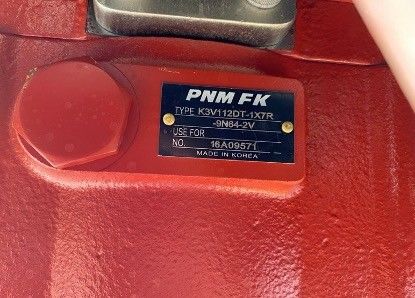 PNM FK
TYPE K3V112DT-1X7R
-9N64-2V
USE FOR
NO. 16A09571
MADE IN KOREA